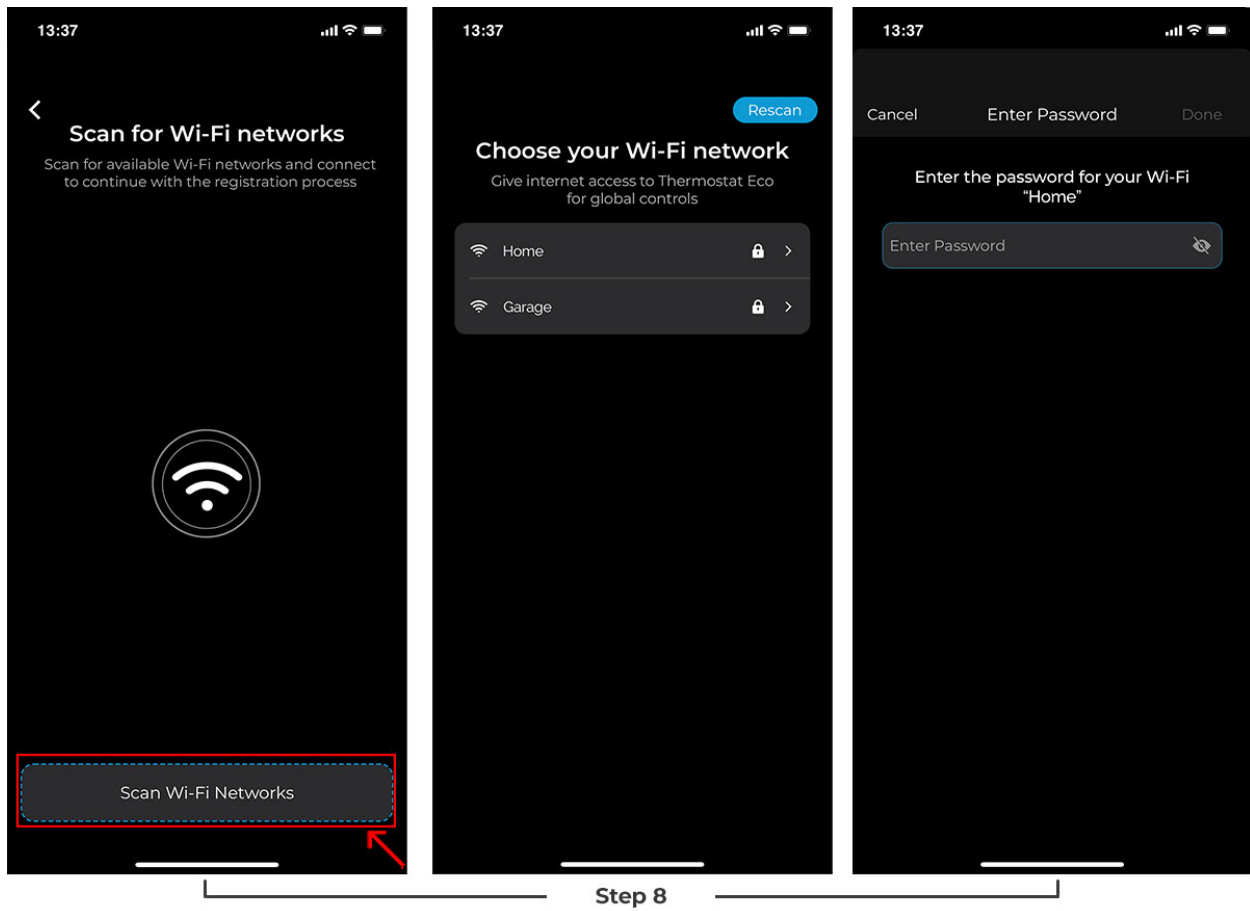 13:37
Scan for Wi-Fi networks
Scan for available Wi-Fi networks and connect
to continue with the registration process
Scan Wi-Fi Networks
13:37
Rescan
Choose your Wi-Fi network
Give internet access to Thermostat Eco
for global controls
Home
Garage
13:37
Cancel Enter Password Done
Enter the password for your Wi-Fi
“Home”
Enter Password
Step 8